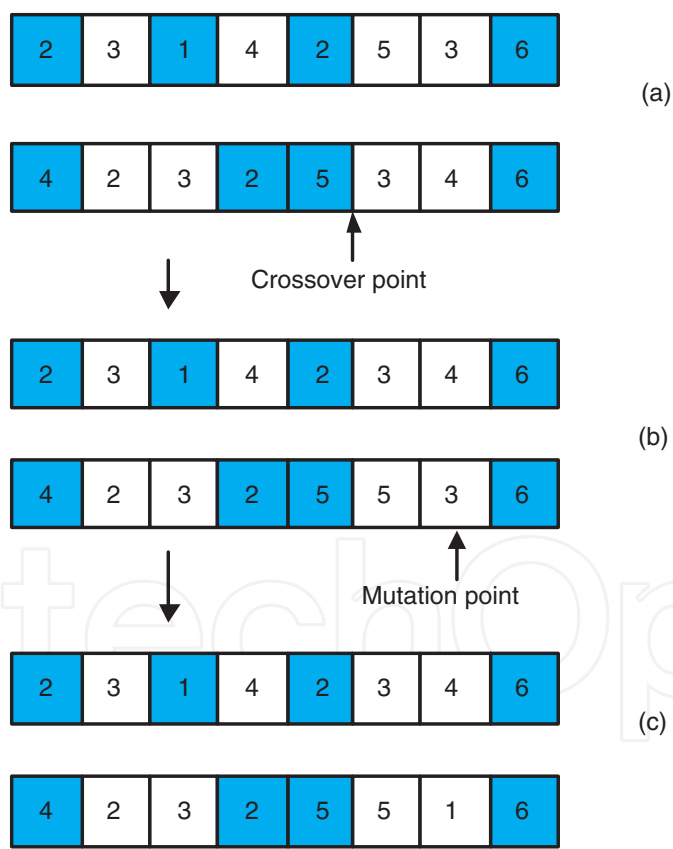 2 3 1 4 2 5 3 6
(a)
4 2 3 2 5 3 4 6
Crossover point
2 3 1 4 2 3 4 6
(b)
4 2 3 2 5 5 3 6
Mutation point
2 3 1 4 2 3 4 6
(c)
4 2 3 2 5 5 1 6